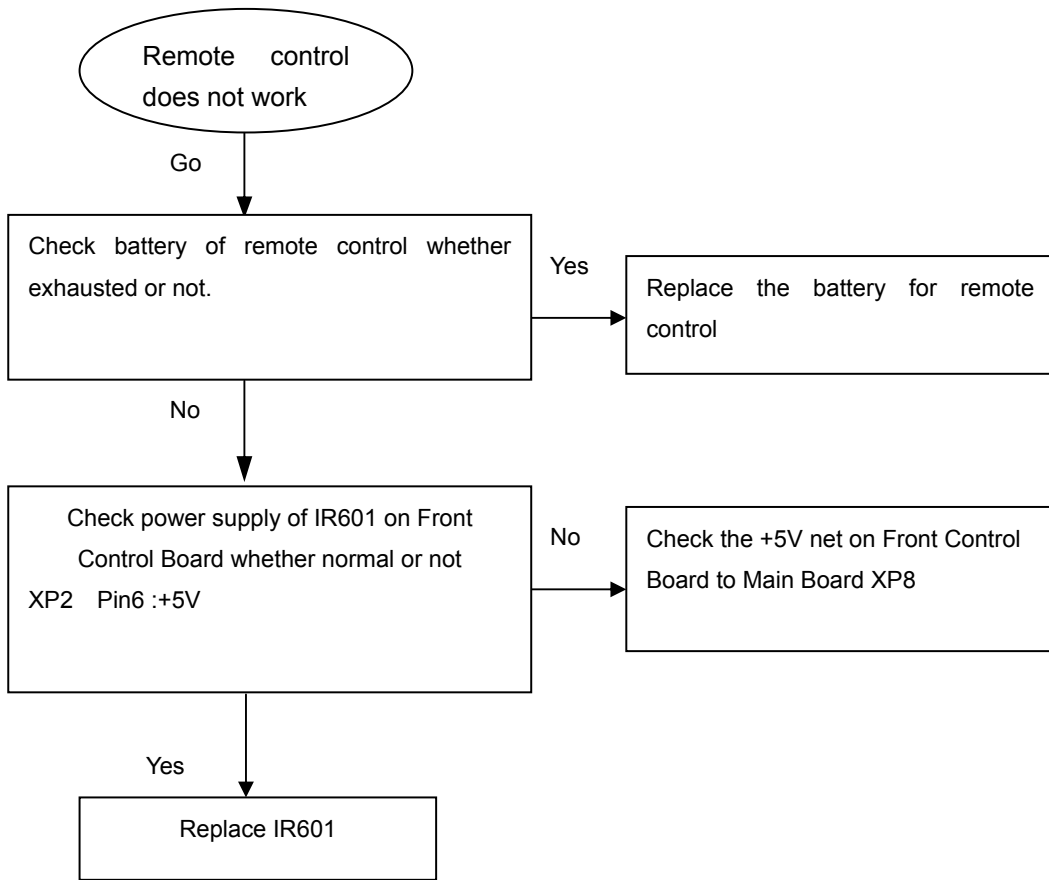 Remote control
does not work
Go
Check battery of remote control whether
exhausted or not.
Yes
Replace the battery for remote
control
No
Check power supply of IR601 on Front
Control Board whether normal or not
XP2 Pin6 :+5V
No
Check the +5V net on Front Control
Board to Main Board XP8
Yes
Replace IR601